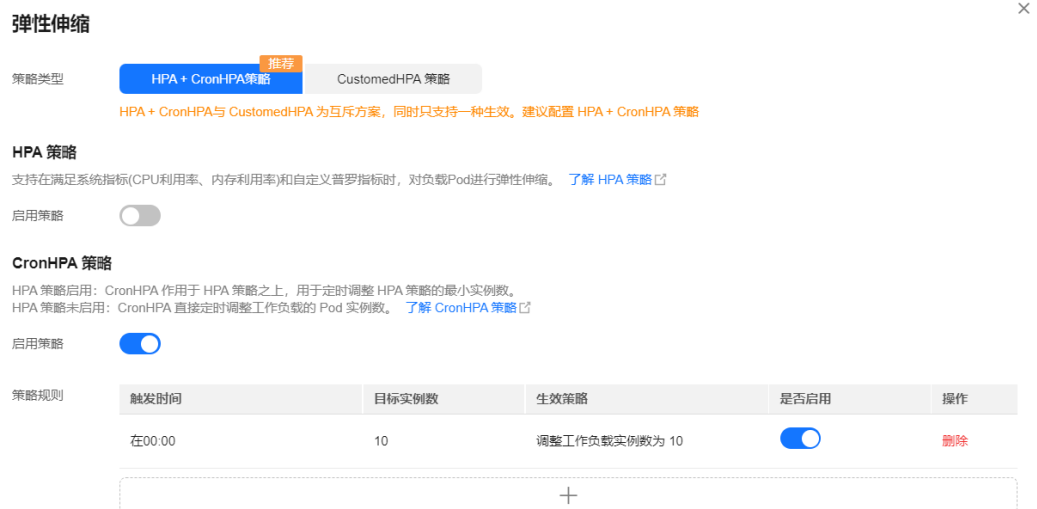 弹性伸缩
推荐
策略类型 HPA + CronHPA策略 CustomedHPA 策略
HPA + CronHPA与 CustomedHPA 为互斥方案，同时只支持一种生效。建议配置 HPA + CronHPA 策略
HPA 策略
支持在满足系统指标(CPU利用率、内存利用率)和自定义普罗指标时，对负载Pod进行弹性伸缩。 了解 HPA 策略
启用策略
CronHPA 策略
HPA 策略启用：CronHPA 作用于 HPA 策略之上，用于定时调整 HPA 策略的最小实例数。
HPA 策略未启用：CronHPA 直接定时调整工作负载的 Pod 实例数。 了解 CronHPA 策略
启用策略
策略规则 触发时间 目标实例数 生效策略 是否启用 操作
在00:00 10 调整工作负载实例数为 10 删除